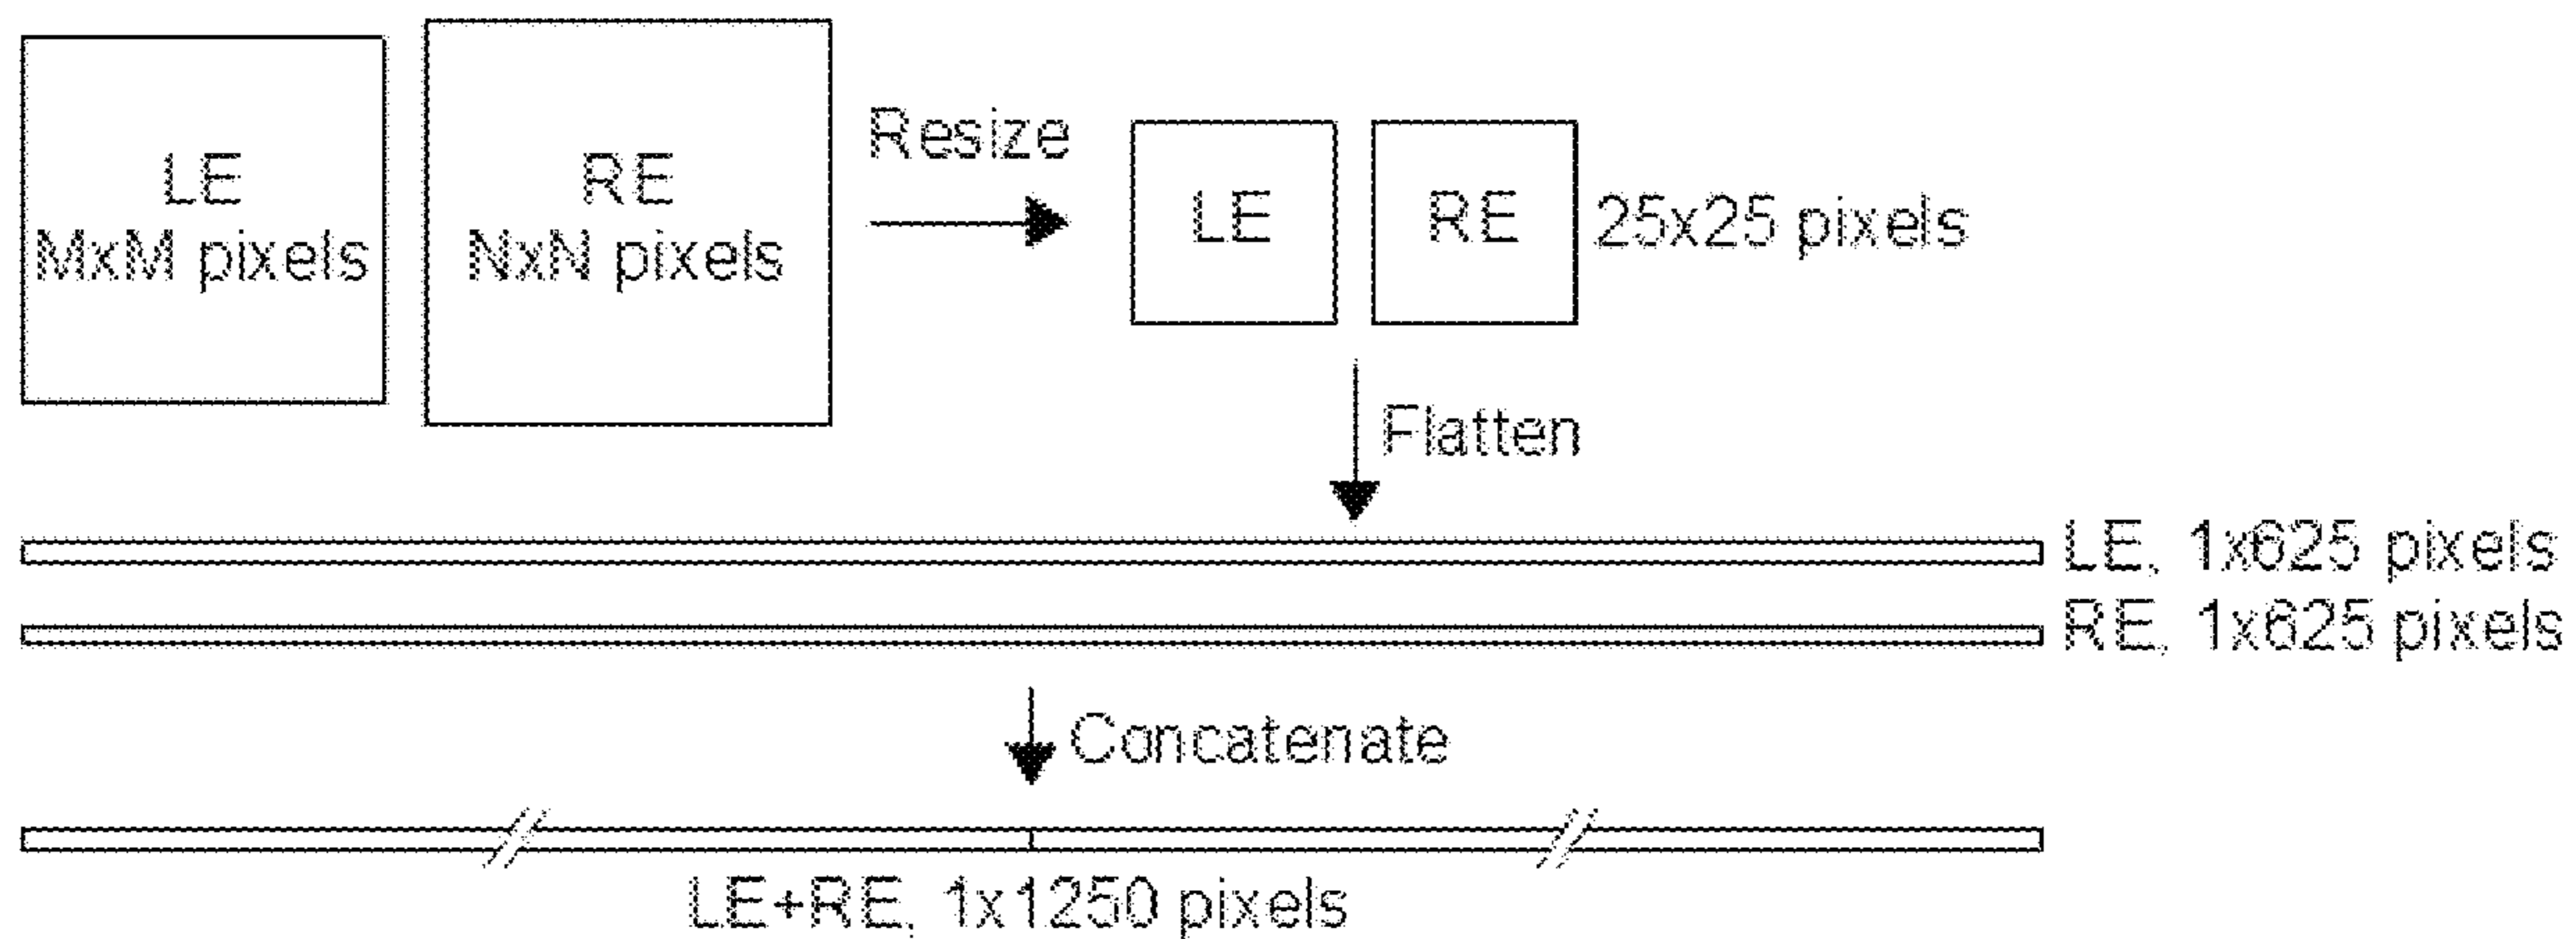 LE
MxM pixels
RE
NxN pixels
Resize
LE
RE
25x25 pixels
Flatten
LE, 1x625 pixels
RE, 1x625 pixels
Concatenate
LE+RE, 1x1250 pixels